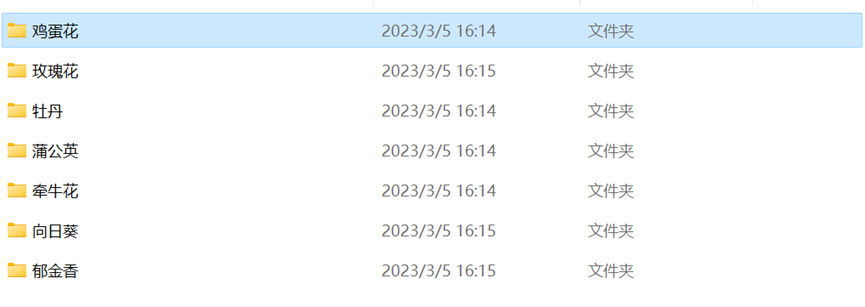 鸡蛋花 2023/3/5 16:14 文件夹
玫瑰花 2023/3/5 16:15 文件夹
牡丹 2023/3/5 16:14 文件夹
蒲公英 2023/3/5 16:14 文件夹
牵牛花 2023/3/5 16:14 文件夹
向日葵 2023/3/5 16:15 文件夹
郁金香 2023/3/5 16:15 文件夹